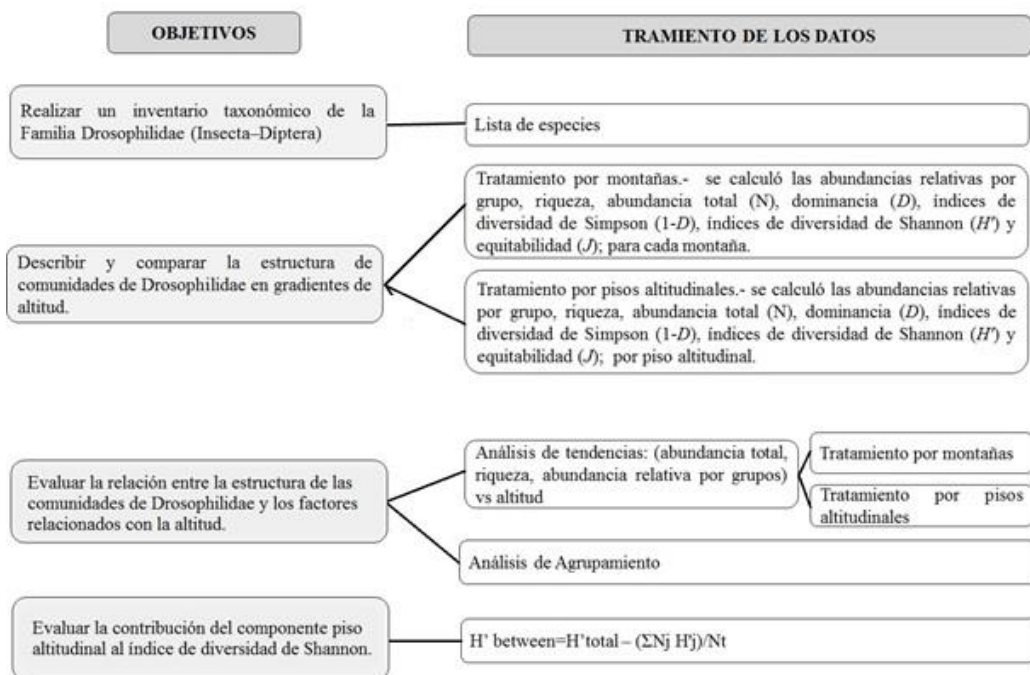 OBJETIVOS
TRAMIENTO DE LOS DATOS
Realizar un inventario taxonómico de la
Familia Drosophilidae (Insecta–Díptera)
Lista de especies
Describir y comparar la estructura de
comunidades de Drosophilidae en gradientes de
altitud.
Tratamiento por montañas.- se calculó las abundancias relativas por
grupo, riqueza, abundancia total (N), dominancia (D), índices de
diversidad de Simpson (1-D), índices de diversidad de Shannon (H') y
equitabilidad (J); para cada montaña.
Tratamiento por pisos altitudinales.- se calculó las abundancias relativas
por grupo, riqueza, abundancia total (N), dominancia (D), índices de
diversidad de Simpson (1-D), índices de diversidad de Shannon (H') y
equitabilidad (J); por piso altitudinal.
Evaluar la relación entre la estructura de las
comunidades de Drosophilidae y los factores
relacionados con la altitud.
Análisis de tendencias: (abundancia total,
riqueza, abundancia relativa por grupos)
vs altitud
Tratamiento por montañas
Tratamiento por pisos
altitudinales
Análisis de Agrupamiento
Evaluar la contribución del componente piso
altitudinal al índice de diversidad de Shannon.
H' between=H'total – (ΣNj H'j)/Nt